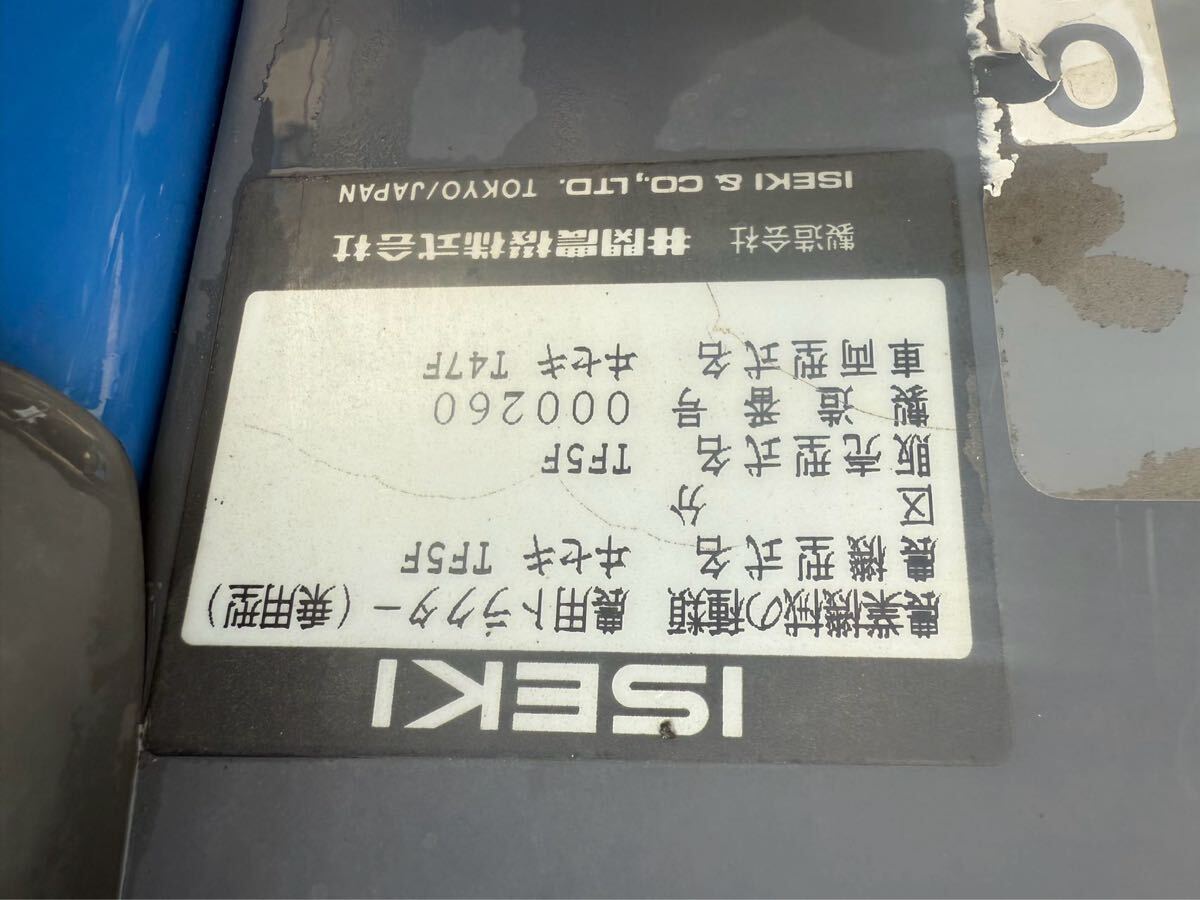 ISEKI
農業機械の種類 農用トラクター(乗用型)
農機型式名 ヰセキ TF5F
区分
販売型式名 TF5F
製造番号 000260
車両型式名 ヰセキ T47F
製造会社 井関農機株式会社
ISEKI & CO.,LTD. TOKYO/JAPAN